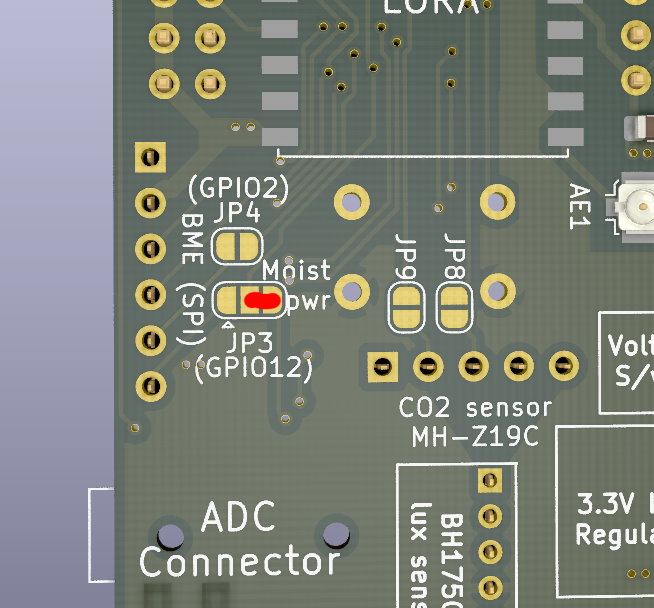 LORA
(GPIO2)
JP4
BME
(SPI)
Moist
pwr
JP3
(GPIO12)
JP9
JP8
AE1
CO2 sensor
MH-Z19C
ADC
Connector
BH1750
lux sens
Volt
S/v
3.3V
Regula